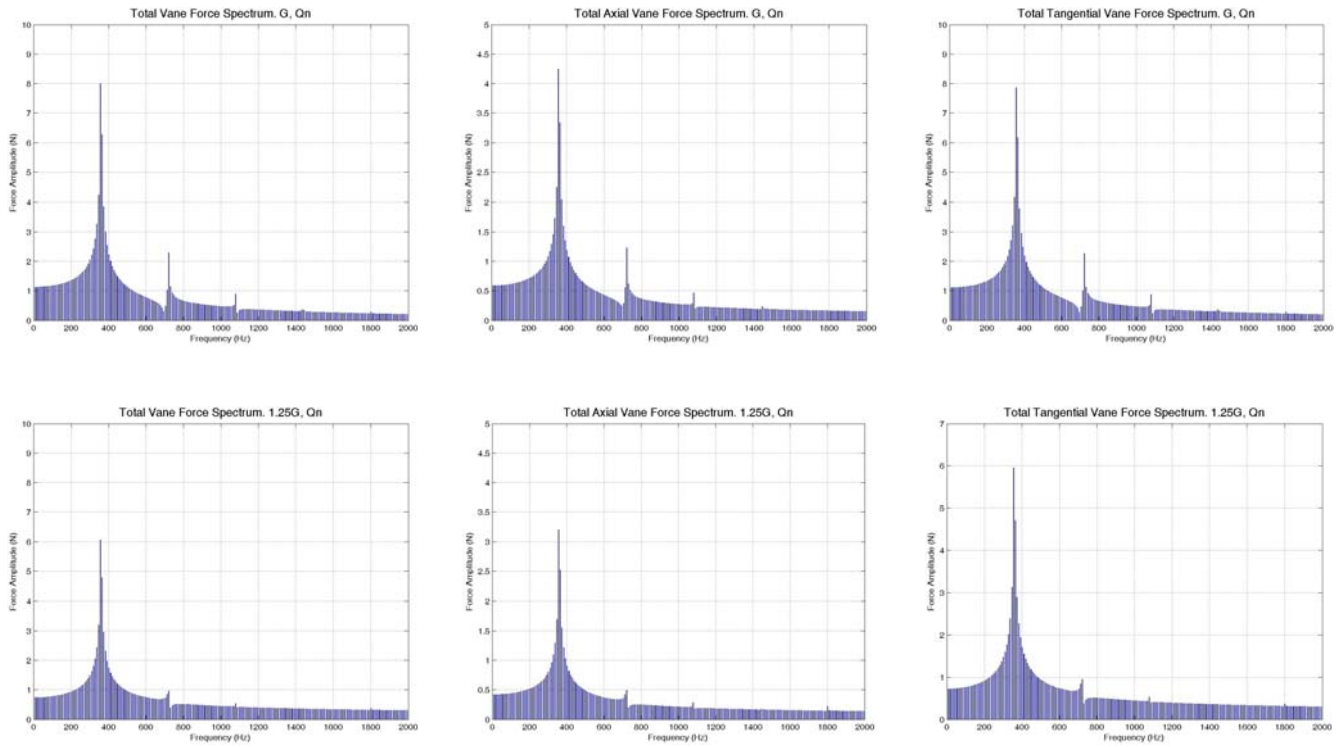 Total Vane Force Spectrum. G, Qn
Force Amplitude (N)
10
9
8
7
6
5
4
3
2
1
0
0 200 400 600 800 1000 1200 1400 1600 1800 2000
Frequency (Hz)
Total Axial Vane Force Spectrum. G, Qn
Force Amplitude (N)
5
4.5
4
3.5
3
2.5
2
1.5
1
0.5
0
0 200 400 600 800 1000 1200 1400 1600 1800 2000
Frequency (Hz)
Total Tangential Vane Force Spectrum. G, Qn
Force Amplitude (N)
10
9
8
7
6
5
4
3
2
1
0
0 200 400 600 800 1000 1200 1400 1600 1800 2000
Frequency (Hz)
Total Vane Force Spectrum. 1.25G, Qn
Force Amplitude (N)
10
9
8
7
6
5
4
3
2
1
0
0 200 400 600 800 1000 1200 1400 1600 1800 2000
Frequency (Hz)
Total Axial Vane Force Spectrum. 1.25G, Qn
Force Amplitude (N)
5
4.5
4
3.5
3
2.5
2
1.5
1
0.5
0
0 200 400 600 800 1000 1200 1400 1600 1800 2000
Frequency (Hz)
Total Tangential Vane Force Spectrum. 1.25G, Qn
Force Amplitude (N)
7
6
5
4
3
2
1
0
0 200 400 600 800 1000 1200 1400 1600 1800 2000
Frequency (Hz)